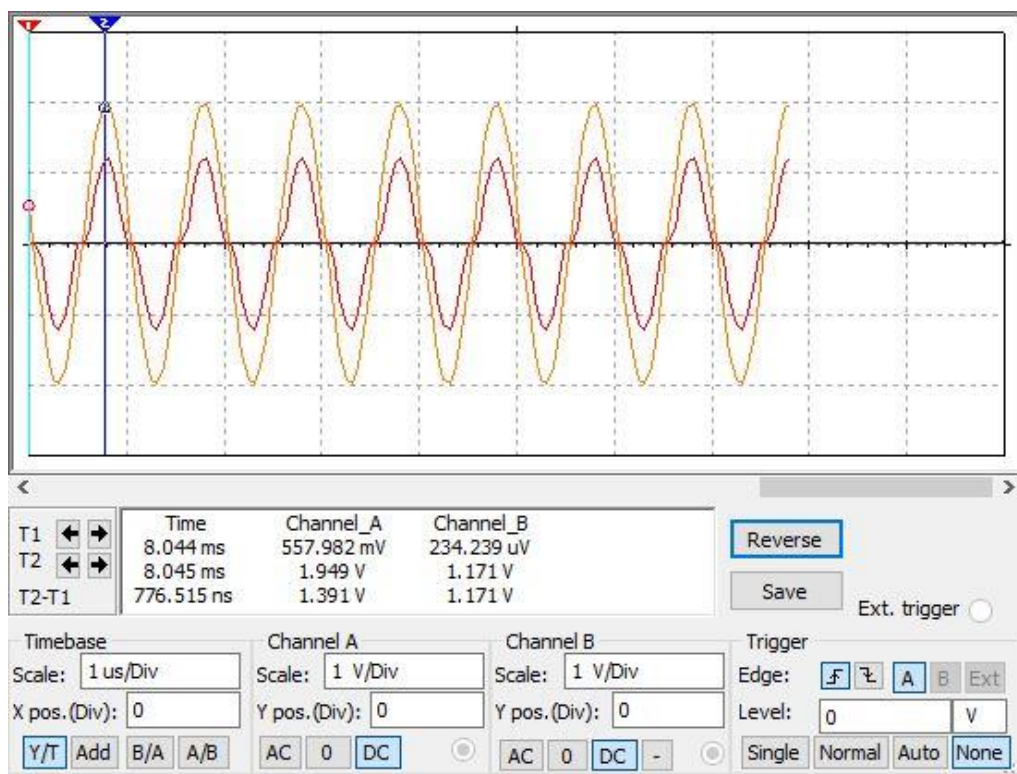 1 2
T1 T2 T2-T1
Time Channel_A Channel_B
8.044 ms 557.982 mV 234.239 uV
8.045 ms 1.949 V 1.171 V
776.515 ns 1.391 V 1.171 V
Reverse
Save
Ext. trigger
Timebase
Scale: 1 us/Div
X pos.(Div): 0
Y/T Add B/A A/B
Channel A
Scale: 1 V/Div
Y pos.(Div): 0
AC 0 DC
Channel B
Scale: 1 V/Div
Y pos.(Div): 0
AC 0 DC -
Trigger
Edge: A B Ext
Level: 0 V
Single Normal Auto None